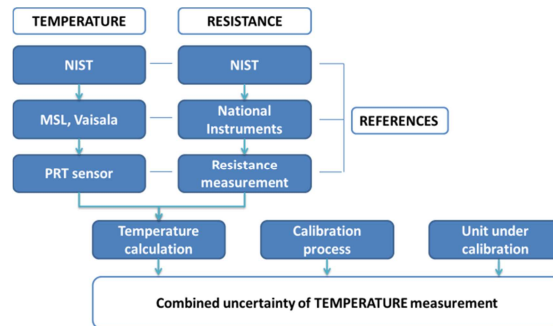 TEMPERATURE
RESISTANCE
NIST
NIST
MSL, Vaisala
National
Instruments
REFERENCES
PRT sensor
Resistance
measurement
Temperature
calculation
Calibration
process
Unit under
calibration
Combined uncertainty of TEMPERATURE measurement